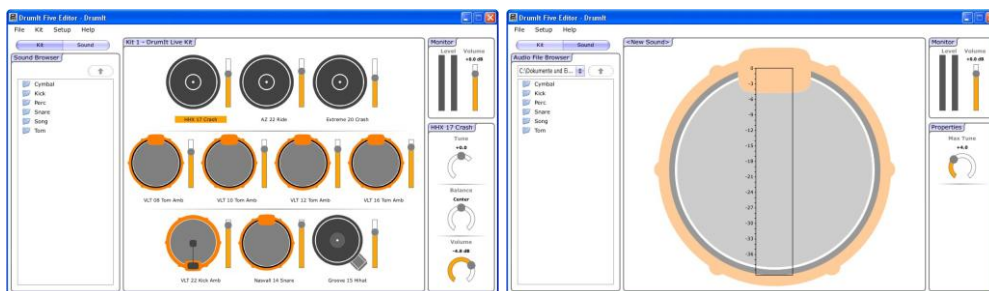 DrumIt Five Editor - DrumIt
File Kit Setup Help
Kit Sound
Sound Browser
Cymbal
Kick
Perc
Snare
Song
Tom
Kit 1 - DrumIt Live Kit
HHX 17 Crash
AZ 22 Ride
Extreme 20 Crash
VLT 08 Tom Amb
VLT 10 Tom Amb
VLT 12 Tom Amb
VLT 16 Tom Amb
VLT 22 Kick Amb
Naswall 14 Snare
Groove 15 HHat
Monitor
Level Volume
+0.0 dB
HHX 17 Crash
Tune
+0.0
Balance
Center
Volume
-4.0 dB
DrumIt Five Editor - DrumIt
File Kit Setup Help
Kit Sound
Audio File Browser
C:\Dokumente und Ei...
Cymbal
Kick
Perc
Snare
Song
Tom
<New Sound>
0
-3
-6
-9
-12
-15
-18
-21
-24
-27
-30
-33
-36
Monitor
Level Volume
+0.0 dB
Properties
Max Tune
+4.0